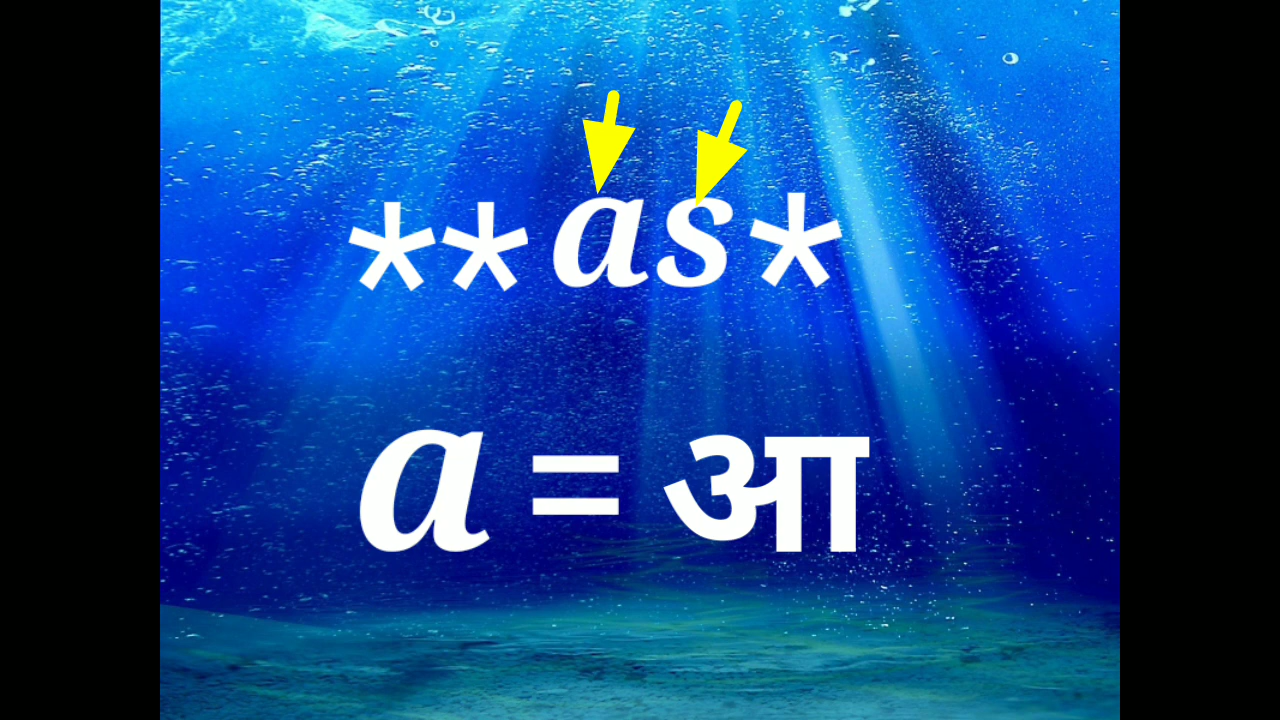 **as*
a = आ